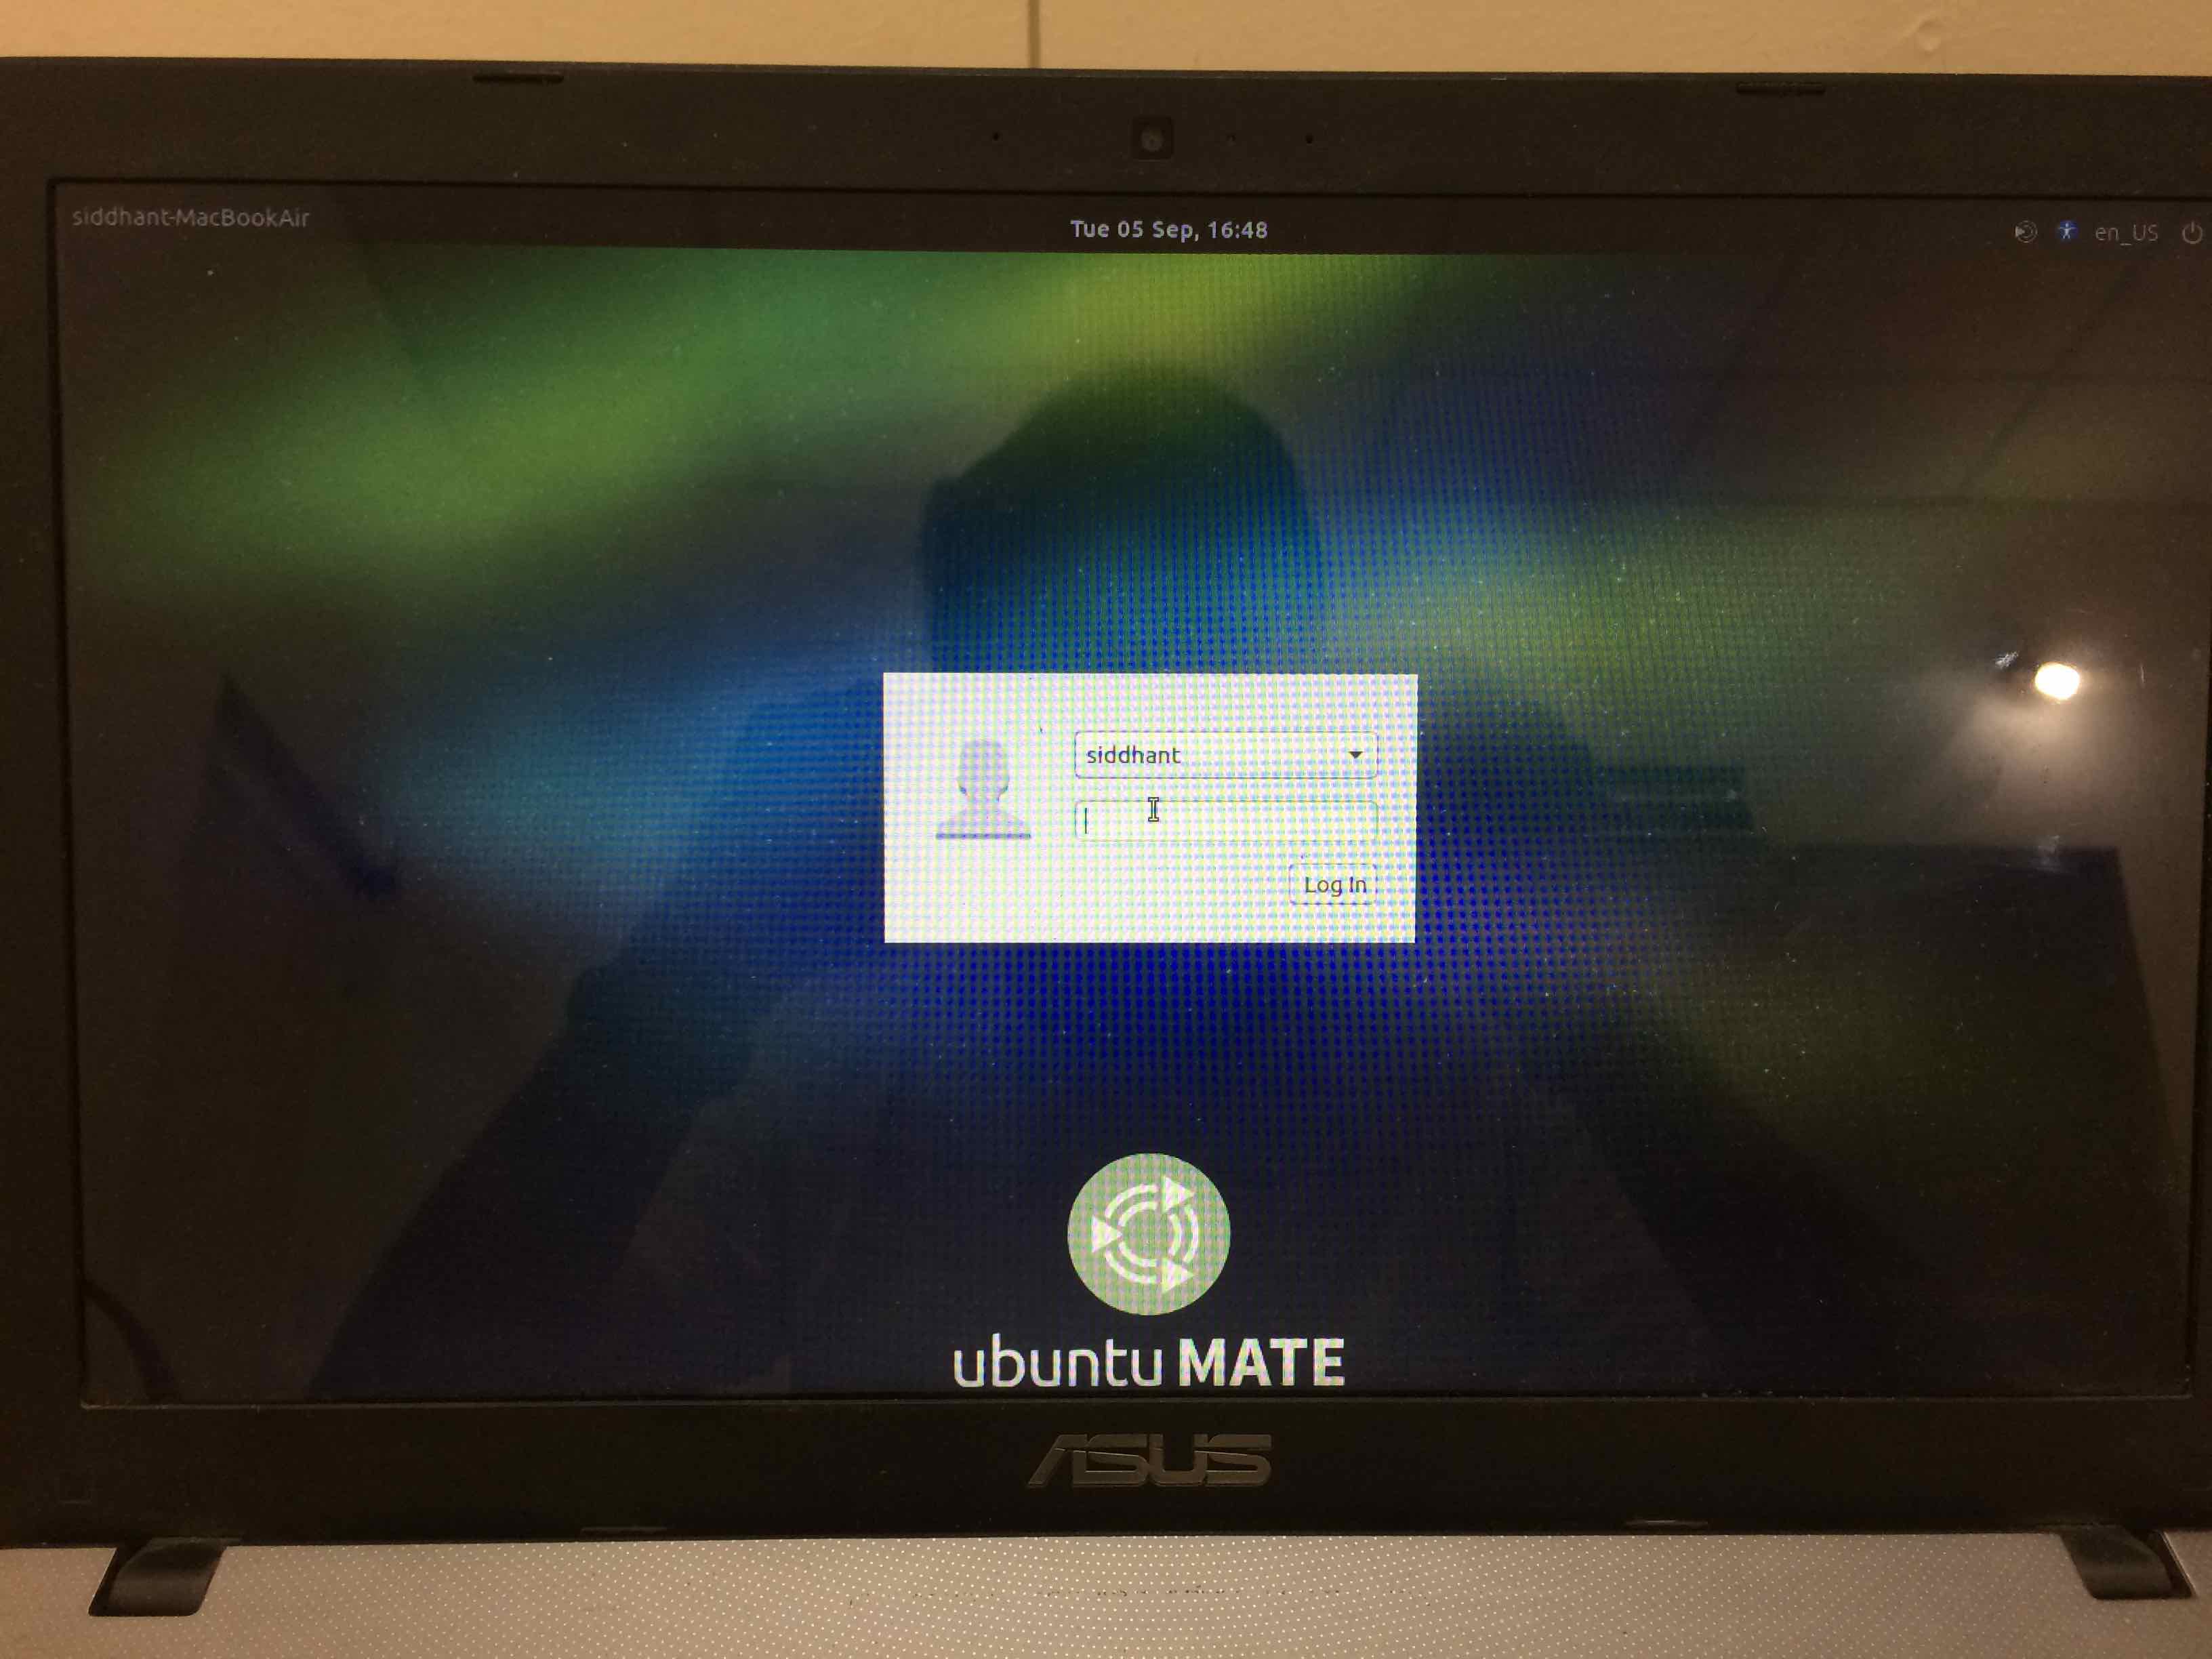 siddhant-MacBookAir
Tue 05 Sep, 16:48
en_US
siddhant
Log In
ubuntu MATE
ASUS